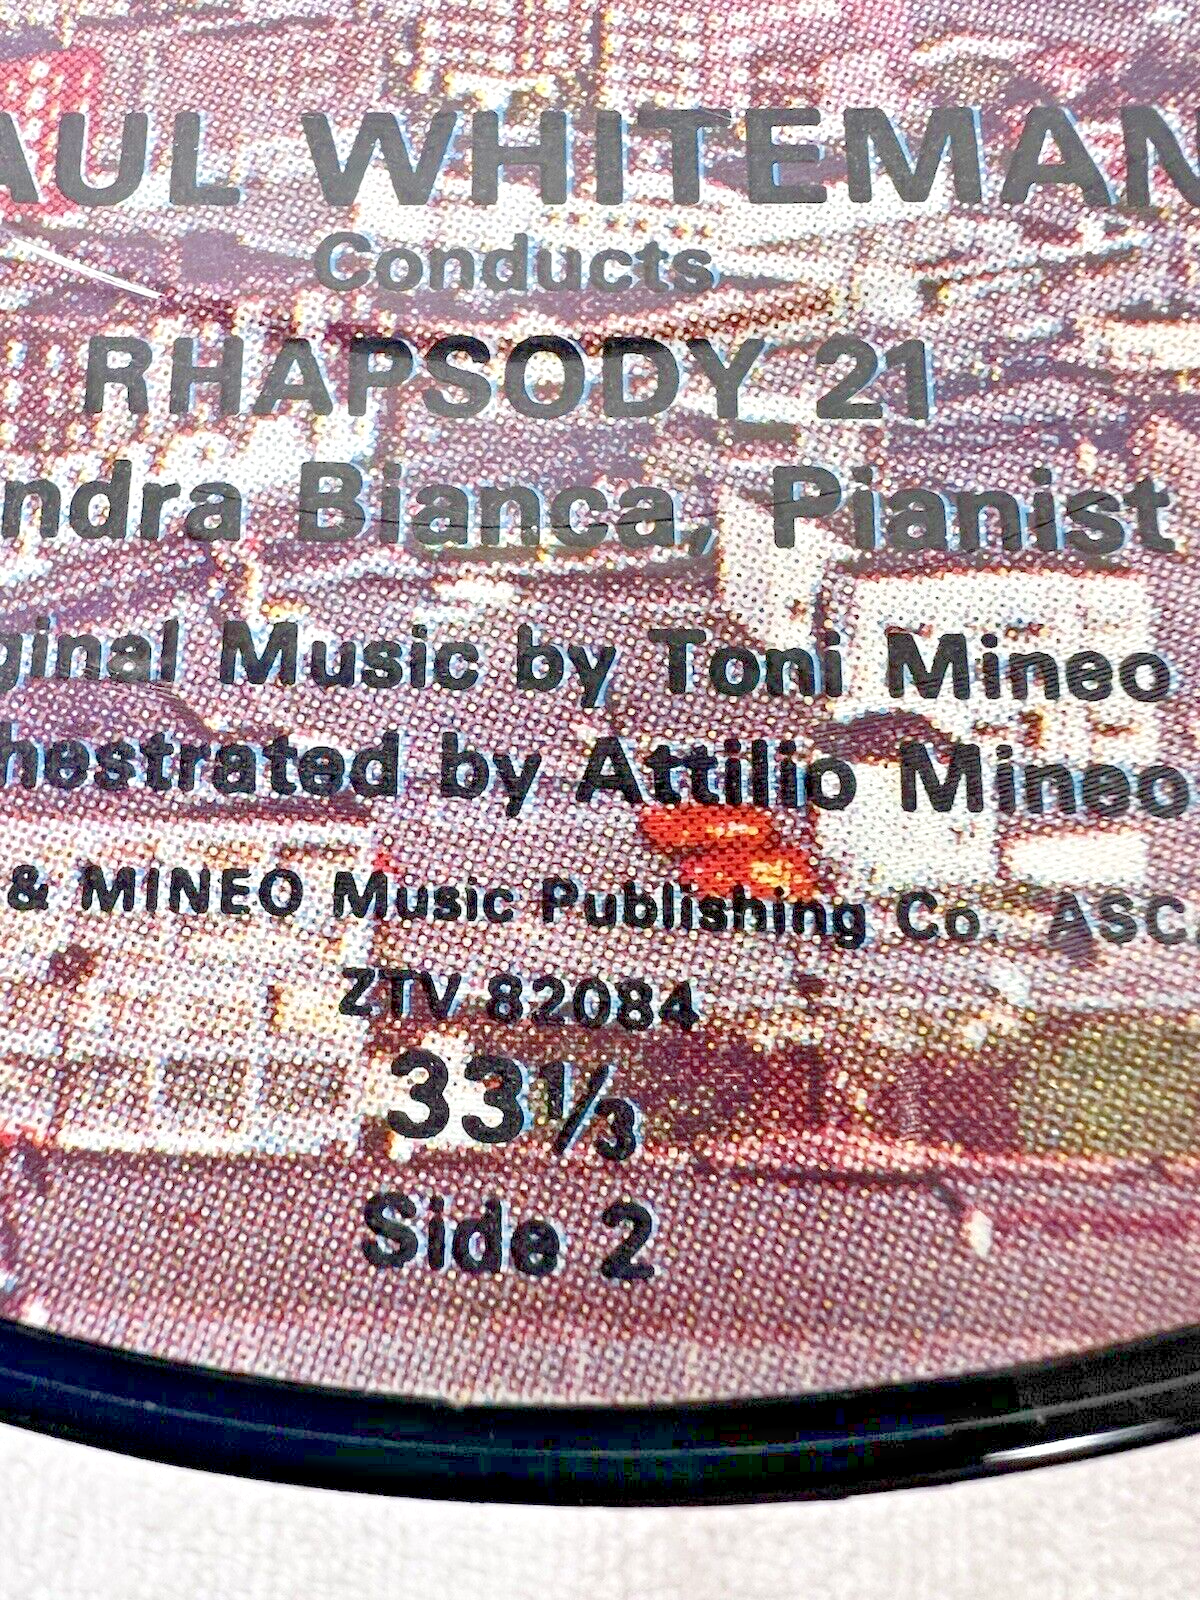 AUL WHITEMAN
Conducts
RHAPSODY 21
ndra Bianca, Pianist
ginal Music by Toni Mineo
hestrated by Attilio Mineo
& MINEO Music Publishing Co. ASC
ZTV 82084
33⅓
Side 2